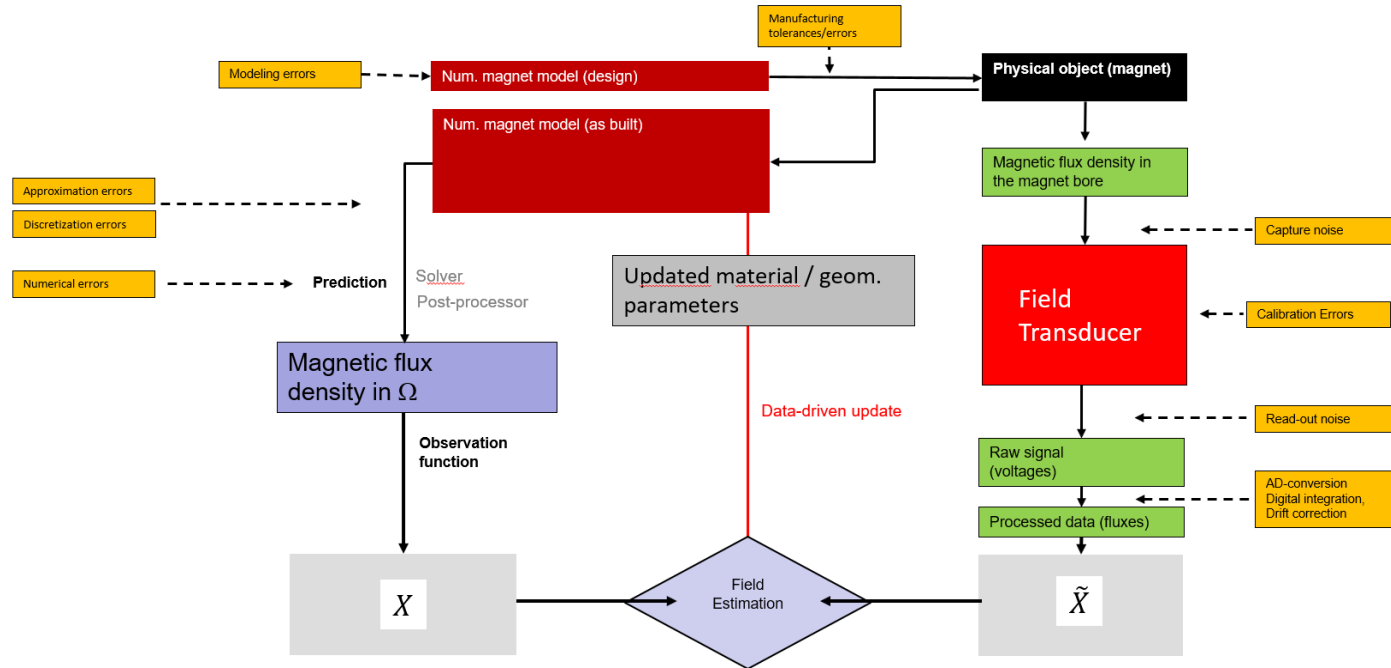 Manufacturing
tolerances/errors
Modeling errors
Num. magnet model (design)
Physical object (magnet)
Num. magnet model (as built)
Magnetic flux density in
the magnet bore
Approximation errors
Discretization errors
Capture noise
Numerical errors
Prediction
Solver
Post-processor
Updated material / geom.
parameters
Field
Transducer
Calibration Errors
Magnetic flux
density in Ω
Data-driven update
Read-out noise
Observation
function
Raw signal
(voltages)
AD-conversion
Digital integration,
Drift correction
Processed data (fluxes)
X
Field
Estimation
X̃